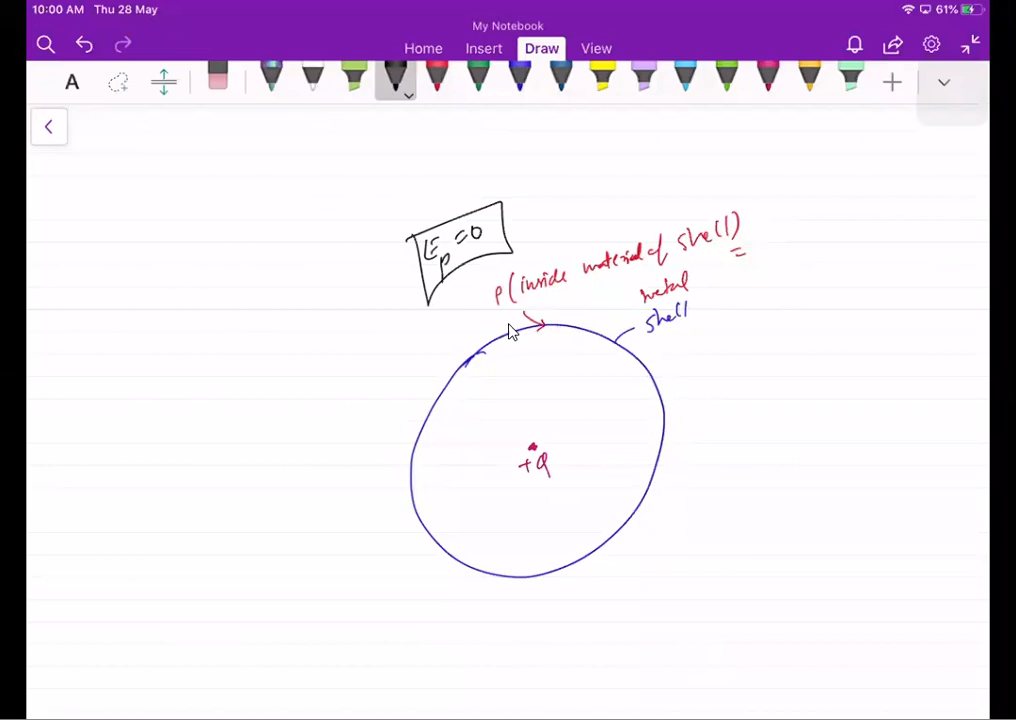 10:00 AM Thu 28 May
61%
My Notebook
Home Insert Draw View
A
Ep = 0
P (inside material of shell)
metal
shell
+Q